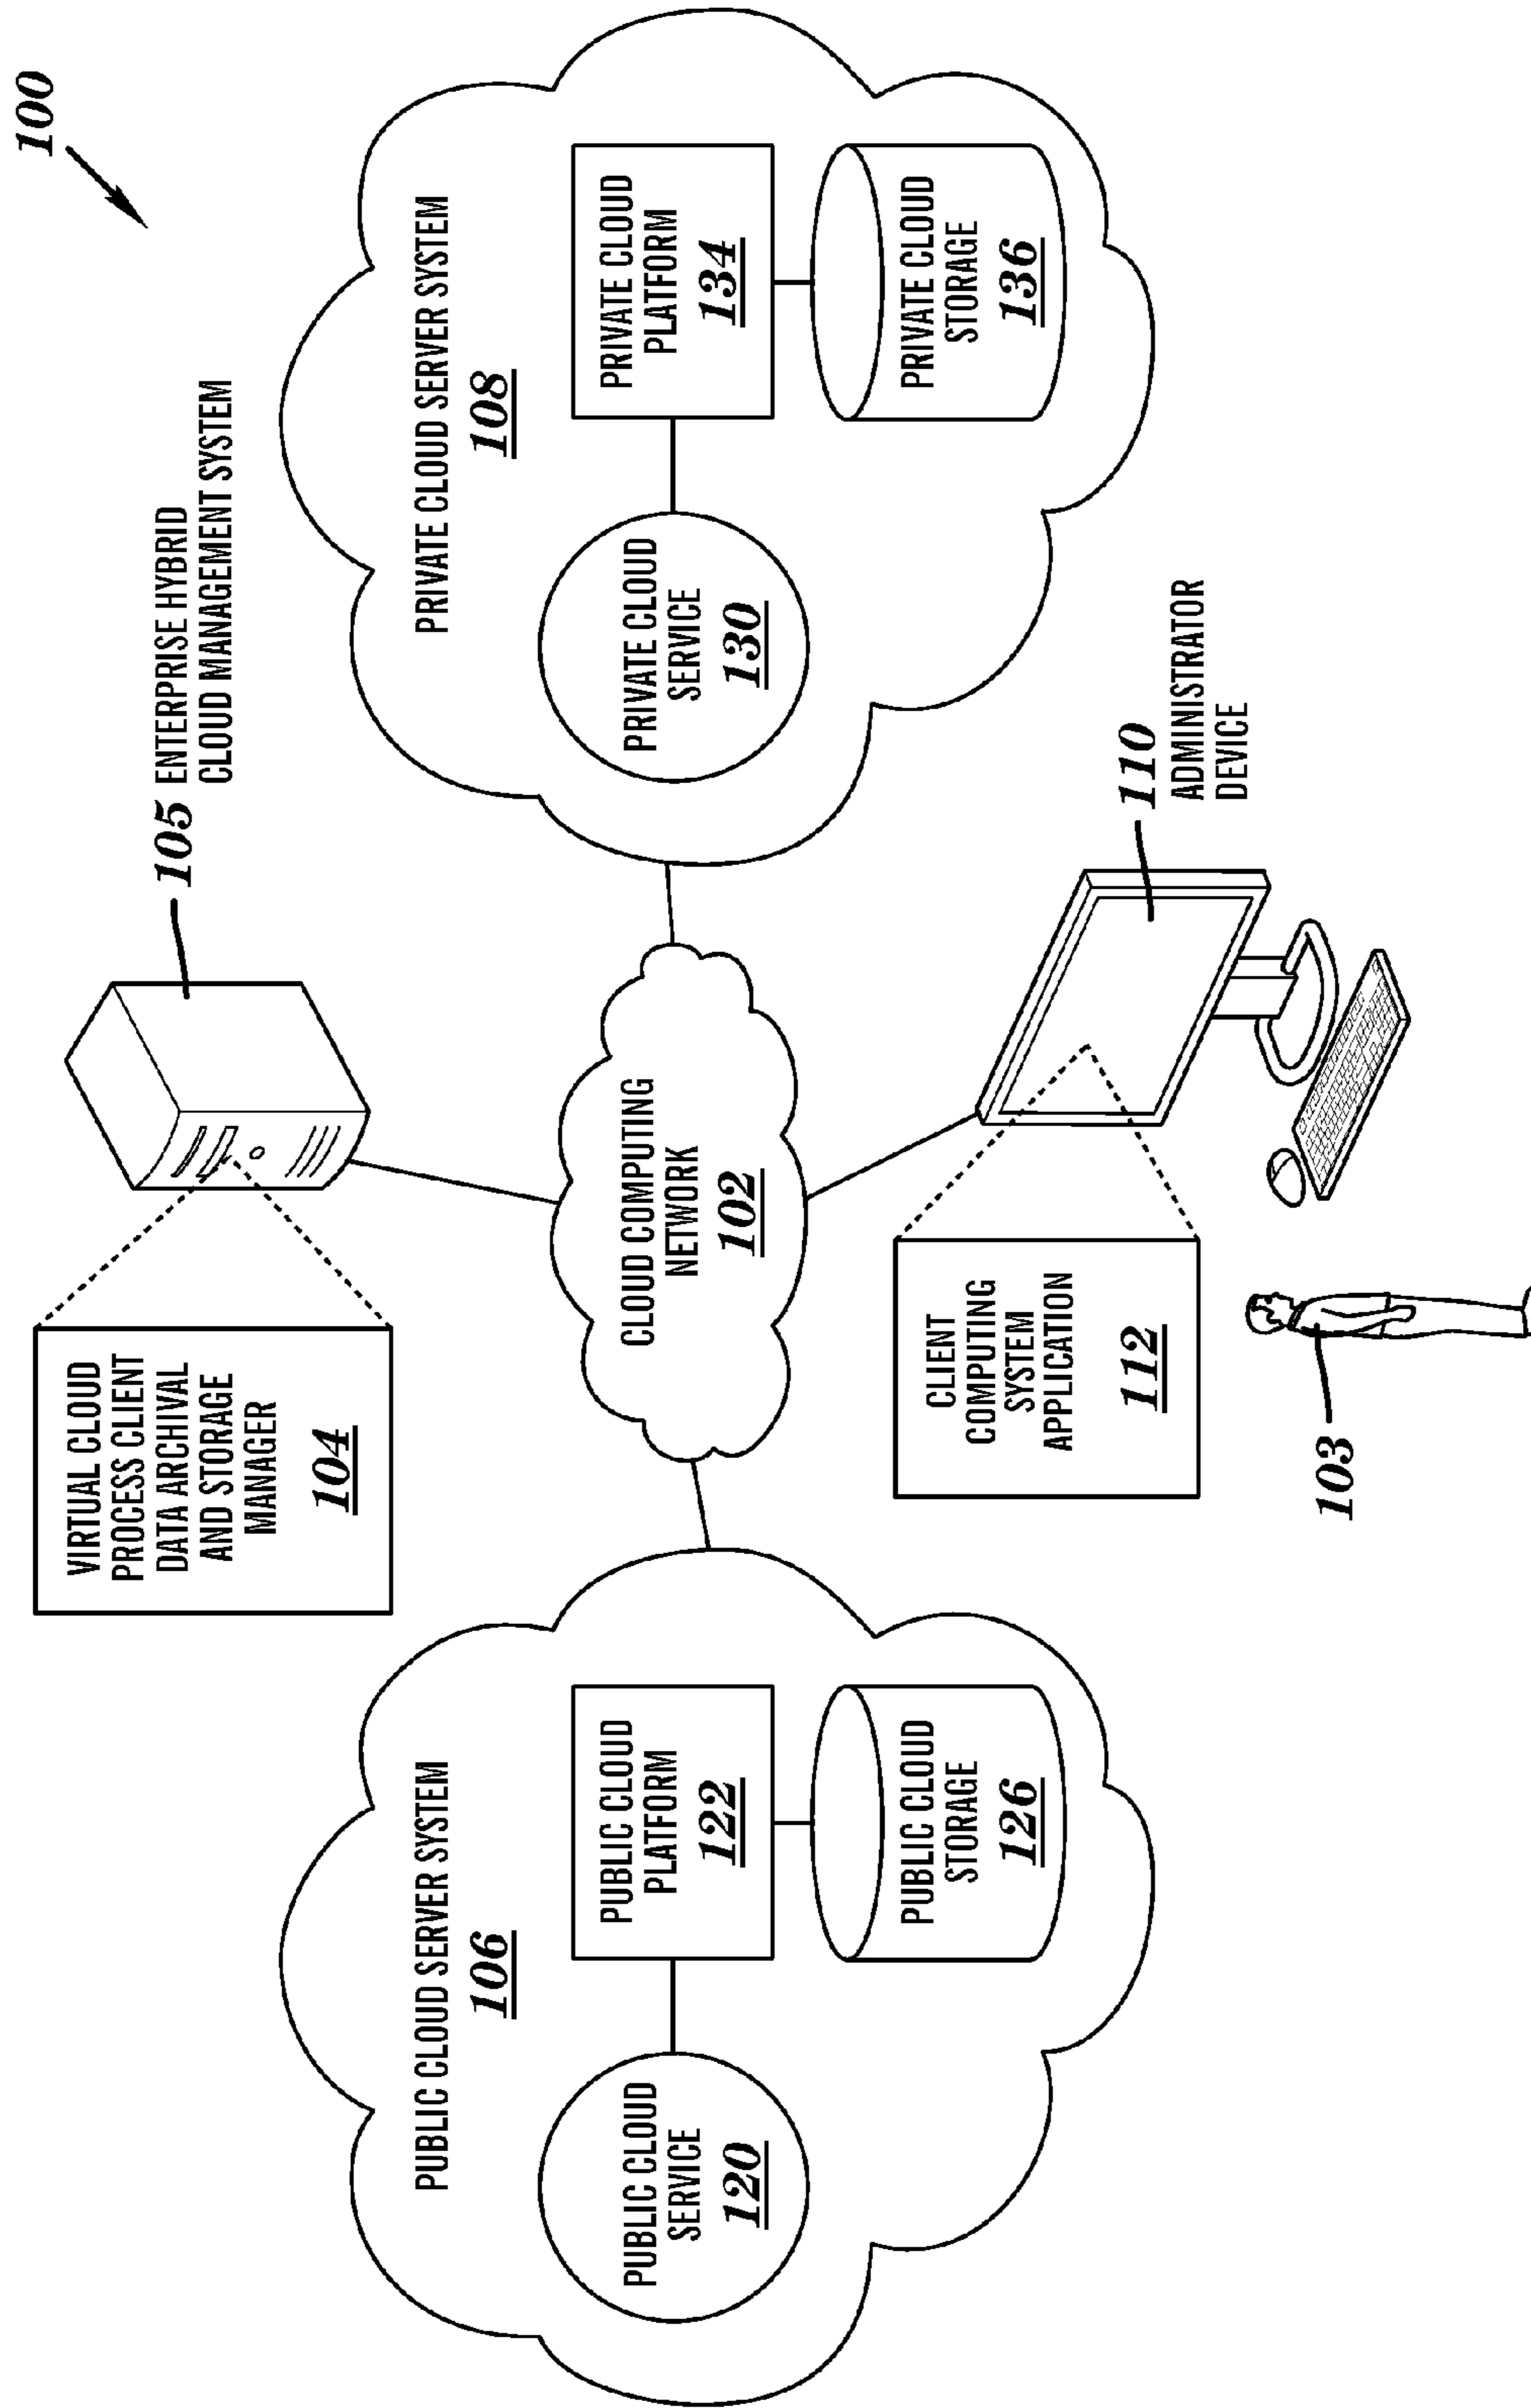 100
105 ENTERPRISE HYBRID
CLOUD MANAGEMENT SYSTEM
VIRTUAL CLOUD
PROCESS CLIENT
DATA ARCHIVAL
AND STORAGE
MANAGER
104
PUBLIC CLOUD SERVER SYSTEM
106
PUBLIC CLOUD
SERVICE
120
PUBLIC CLOUD
PLATFORM
122
PUBLIC CLOUD
STORAGE
126
CLOUD COMPUTING
NETWORK
102
PRIVATE CLOUD SERVER SYSTEM
108
PRIVATE CLOUD
SERVICE
130
PRIVATE CLOUD
PLATFORM
134
PRIVATE CLOUD
STORAGE
136
CLIENT
COMPUTING
SYSTEM
APPLICATION
112
110
ADMINISTRATOR
DEVICE
103